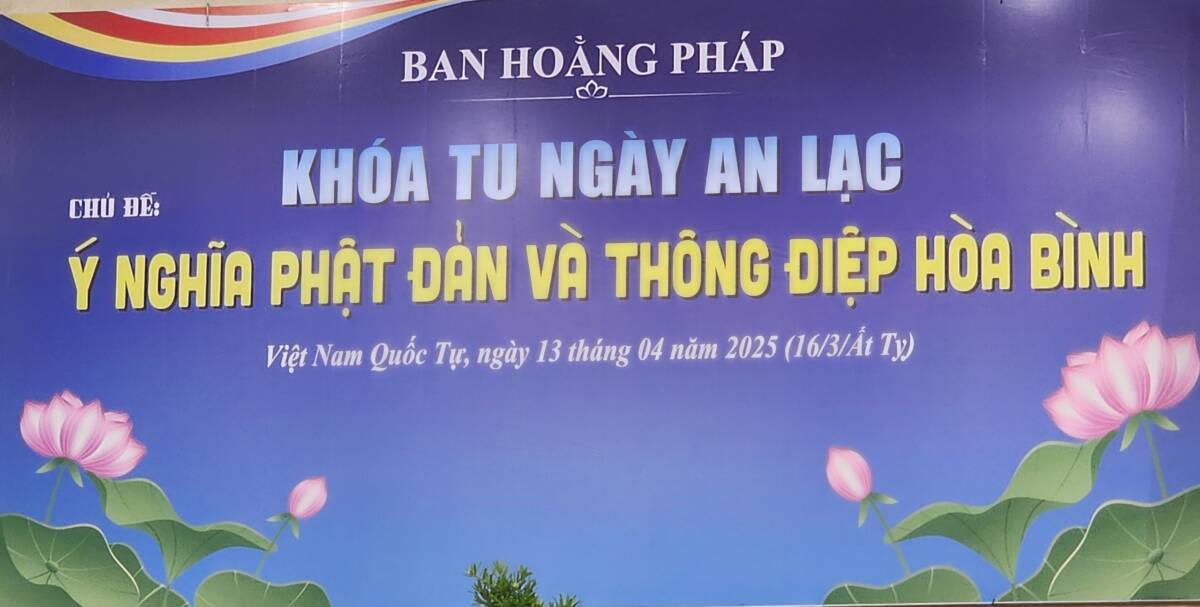 BAN HOẰNG PHÁP
KHÓA TU NGÀY AN LẠC
CHỦ ĐỀ:
Ý NGHĨA PHẬT ĐẢN VÀ THÔNG ĐIỆP HÒA BÌNH
Việt Nam Quốc Tự, ngày 13 tháng 04 năm 2025 (16/3/Ất Tỵ)